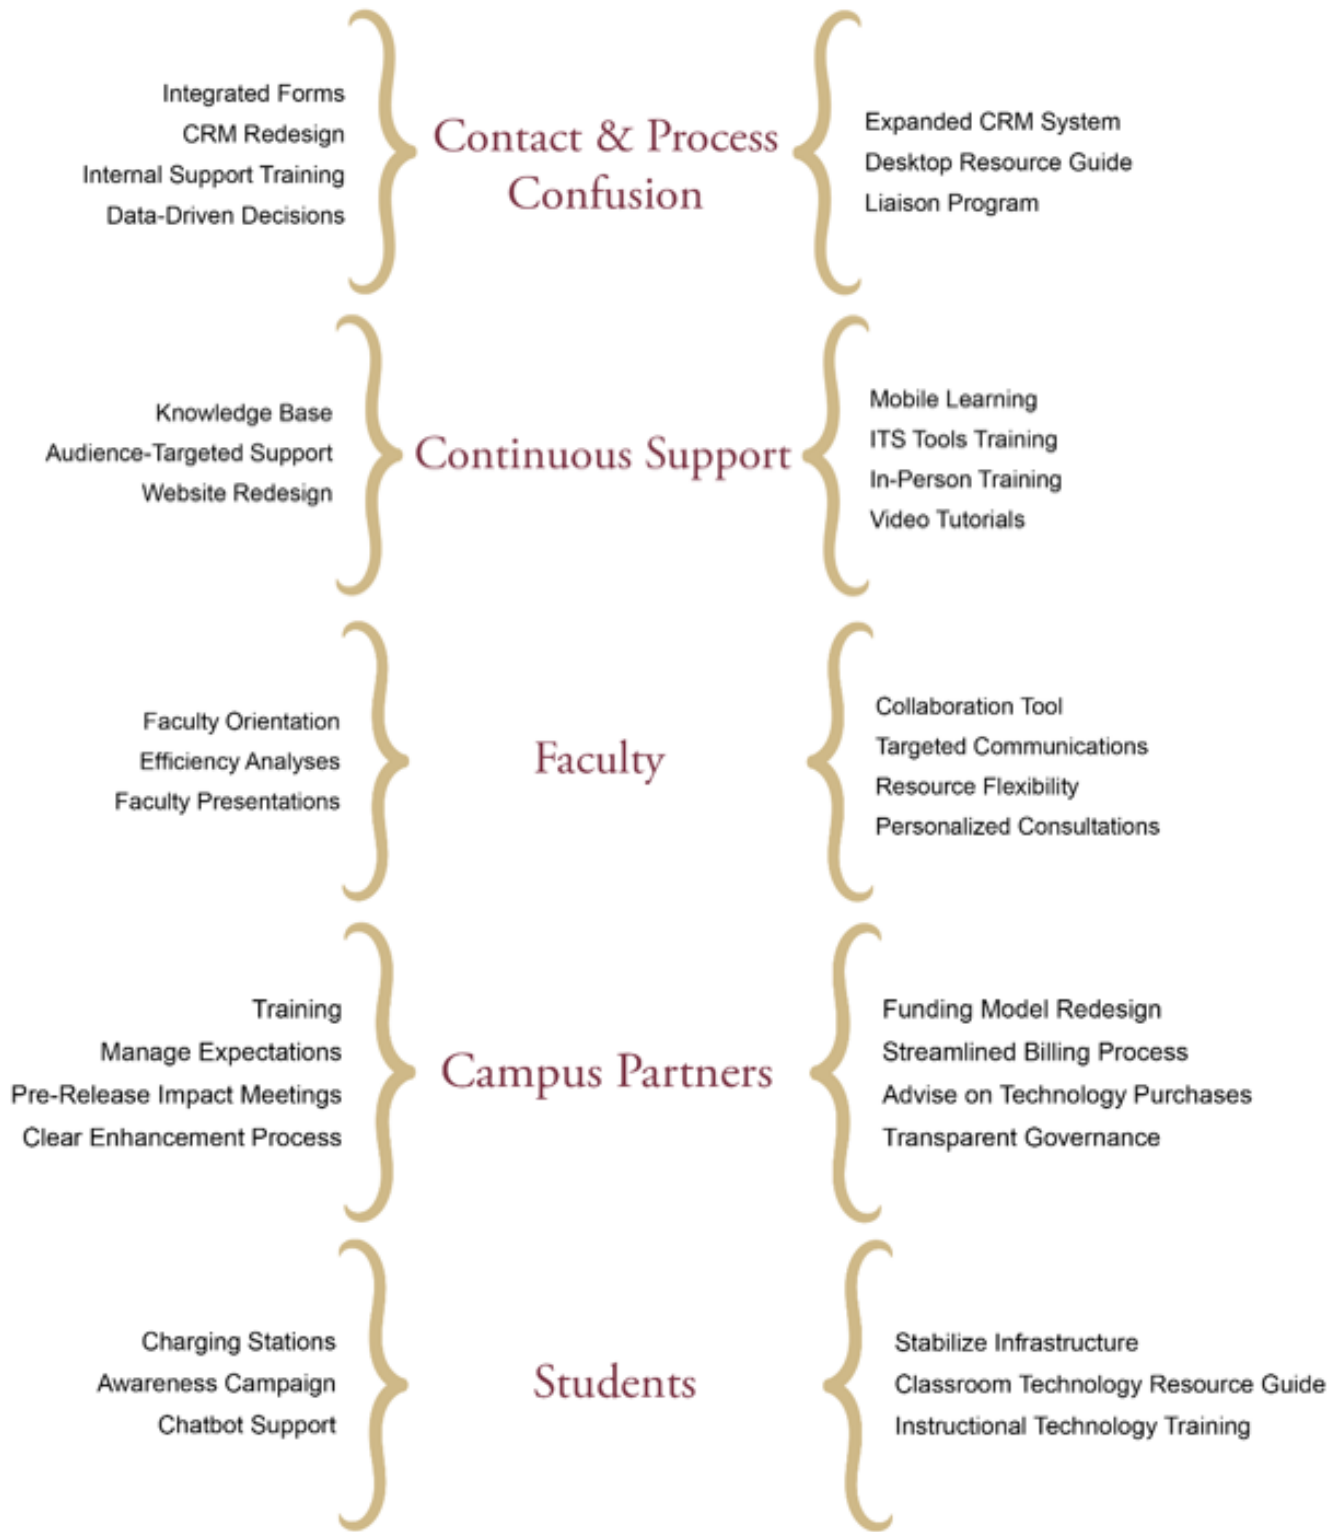 Integrated Forms
CRM Redesign
Internal Support Training
Data-Driven Decisions
Contact & Process
Confusion
Expanded CRM System
Desktop Resource Guide
Liaison Program
Knowledge Base
Audience-Targeted Support
Website Redesign
Continuous Support
Mobile Learning
ITS Tools Training
In-Person Training
Video Tutorials
Faculty Orientation
Efficiency Analyses
Faculty Presentations
Faculty
Collaboration Tool
Targeted Communications
Resource Flexibility
Personalized Consultations
Training
Manage Expectations
Pre-Release Impact Meetings
Clear Enhancement Process
Campus Partners
Funding Model Redesign
Streamlined Billing Process
Advise on Technology Purchases
Transparent Governance
Charging Stations
Awareness Campaign
Chatbot Support
Students
Stabilize Infrastructure
Classroom Technology Resource Guide
Instructional Technology Training